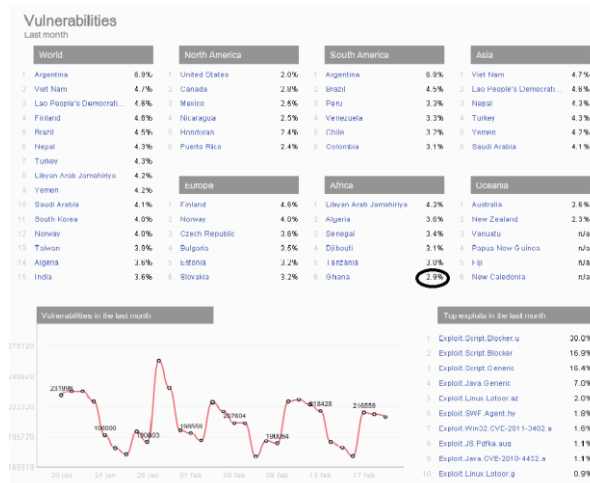 Vulnerabilities
Last month
World
1 Argentina 6.9%
2 Viet Nam 4.7%
3 Lao People's Democrati... 4.6%
4 Finland 4.6%
5 Brazil 4.5%
6 Nepal 4.3%
7 Turkey 4.3%
8 Libyan Arab Jamahiriya 4.2%
9 Yemen 4.2%
10 Saudi Arabia 4.1%
11 South Korea 4.0%
12 Norway 4.0%
13 Taiwan 3.9%
14 Algeria 3.6%
15 India 3.6%
North America
1 United States
2 Canada 2.8%
3 Mexico
4 Nicaragua 2.5%
5 Honduras 2.4%
6 Puerto Rico 2.4%
South America
1 Argentina 6.9%
2 Brazil 4.5%
3 Peru 3.3%
4 Venezuela 3.3%
5 Chile 3.2%
6 Colombia 3.1%
Asia
1 Viet Nam 4.7%
2 Lao People's Democrati... 4.6%
3 Nepal 4.3%
4 Turkey 4.3%
5 Yemen 4.2%
6 Saudi Arabia 4.1%
Europe
1 Finland 4.6%
2 Norway 4.0%
3 Czech Republic 3.6%
4 Bulgaria 3.5%
5 Estonia 3.2%
6 Slovakia 3.2%
Africa
1 Libyan Arab Jamahiriya 4.2%
2 Algeria 3.6%
3 Senegal 3.4%
4 Djibouti 3.1%
5 Tanzania 3.0%
6 Ghana 2.9%
Oceania
1 Australia 2.6%
2 New Zealand 2.3%
3 Vanuatu n/a
4 Papua New Guinea n/a
5 Fiji n/a
6 New Caledonia n/a
Vulnerabilities in the last month
222220
195770
169319
218428
216559
207604
198559
20 jan 24 jan 28 jan 01 feb 05 feb 09 feb 13 feb 17 feb
Top exploits in the last month
1 Exploit.Script.Blocker.u 30.0%
2 Exploit.Script.Blocker 16.9%
3 Exploit.Script.Generic 16.4%
4 Exploit.Java.Generic 7.0%
5 Exploit.Linux.Lotoor.az 2.0%
6 Exploit.SWF.Agent.hv 1.8%
7 Exploit.Win32.CVE-2011-3402.a 1.6%
8 Exploit.JS.Pdfka.aus 1.1%
9 Exploit.Java.CVE-2010-4452.a 1.1%
10 Exploit.Linux.Lotoor.g 0.9%